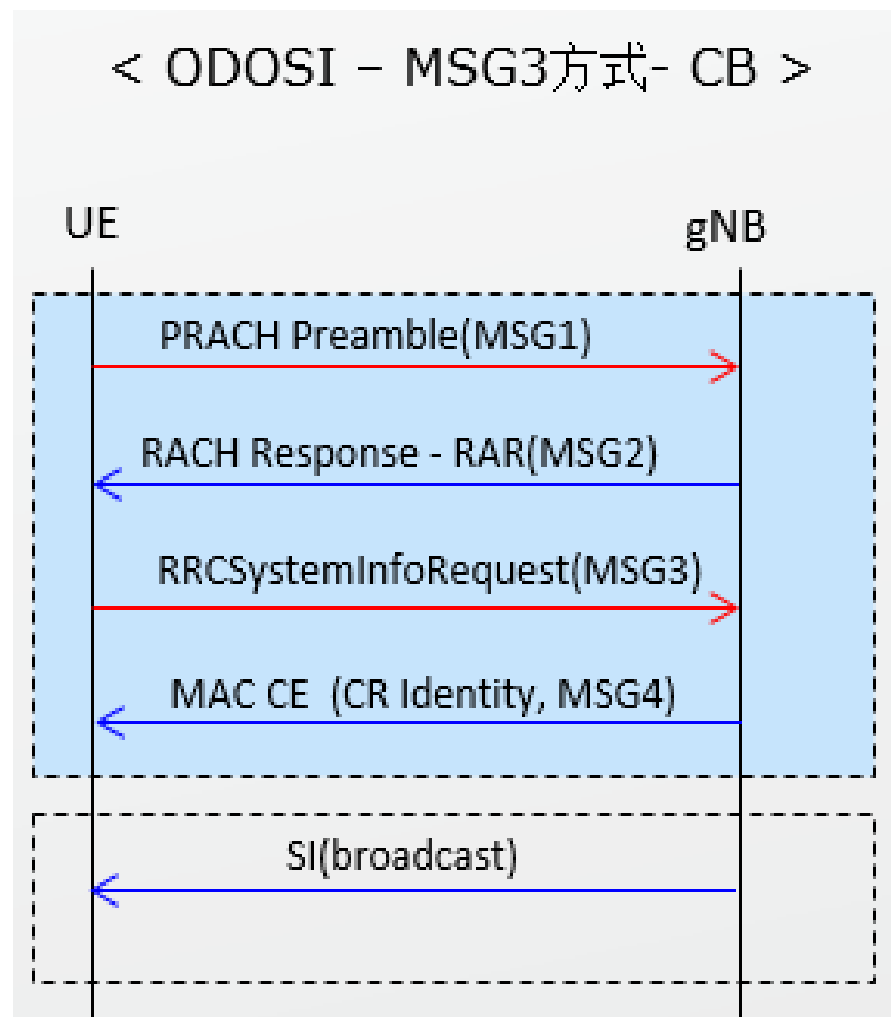 < ODOSI – MSG3方式- CB >
UE
gNB
PRACH Preamble(MSG1)
RACH Response - RAR(MSG2)
RRCSystemInfoRequest(MSG3)
MAC CE (CR Identity, MSG4)
SI(broadcast)